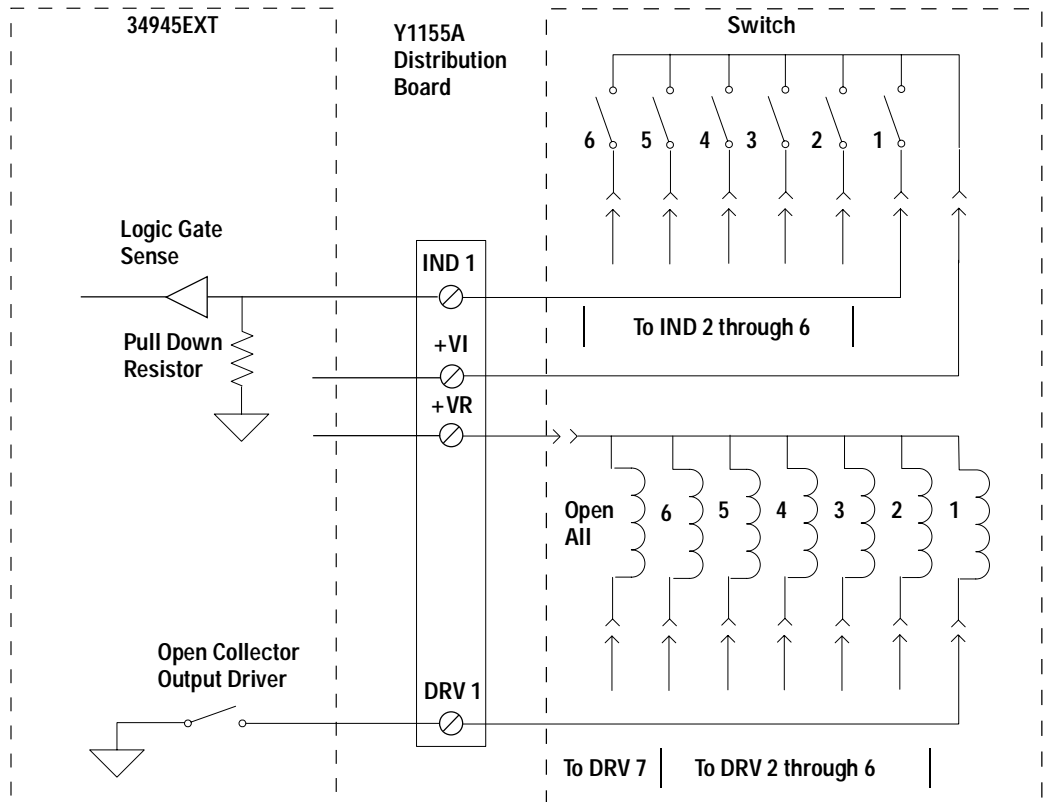 34945EXT
Y1155A
Distribution
Board
Switch
6 5 4 3 2 1
Logic Gate
Sense
IND 1
Pull Down
Resistor
To IND 2 through 6
+VI
+VR
Open
All
6 5 4 3 2 1
Open Collector
Output Driver
DRV 1
To DRV 7
To DRV 2 through 6